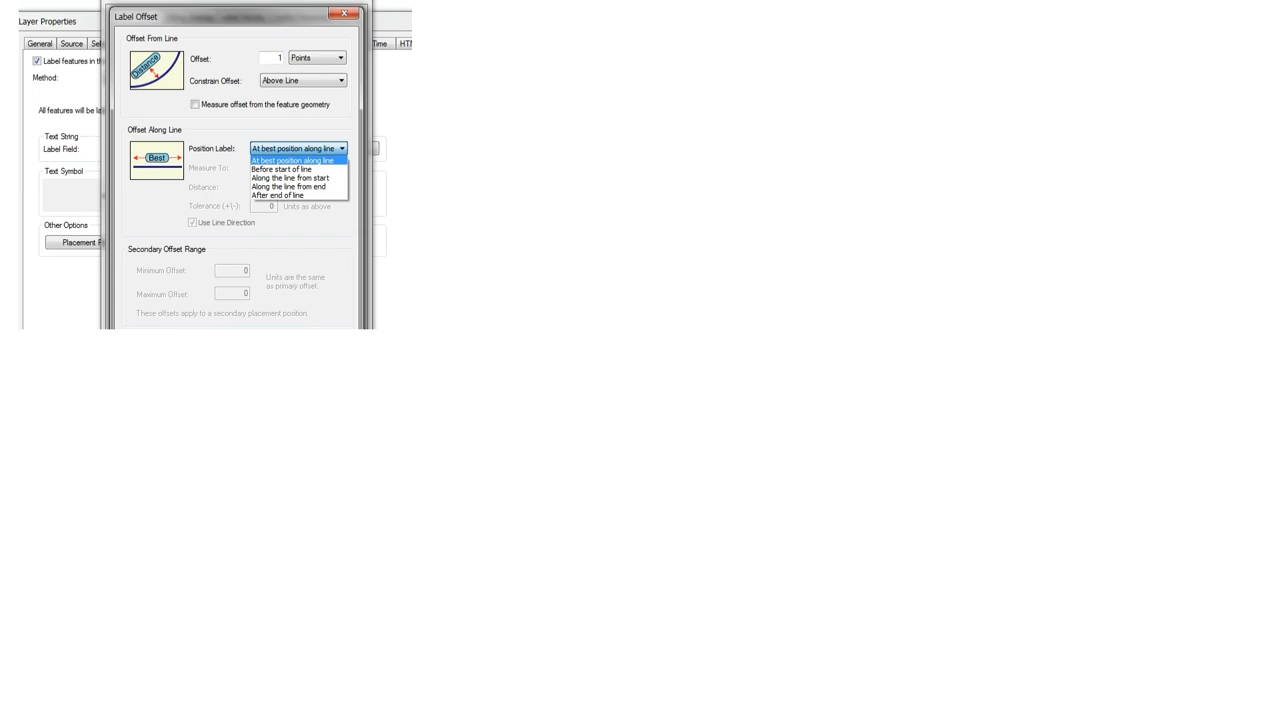 Layer Properties
General Source Sel
Time HTM
Label features in th
Method:
All features will be la
Text String
Label Field:
Text Symbol
Other Options
Placement P
Label Offset
Offset From Line
Distance
Offset: 1 Points
Constrain Offset: Above Line
Measure offset from the feature geometry
Offset Along Line
Best
Position Label: At best position along line
At best position along line
Before start of line
Along the line from start
Along the line from end
After end of line
Measure To:
Distance:
Tolerance (+\-): 0 Units as above
Use Line Direction
Secondary Offset Range
Minimum Offset: 0
Maximum Offset: 0
Units are the same
as primary offset.
These offsets apply to a secondary placement position.